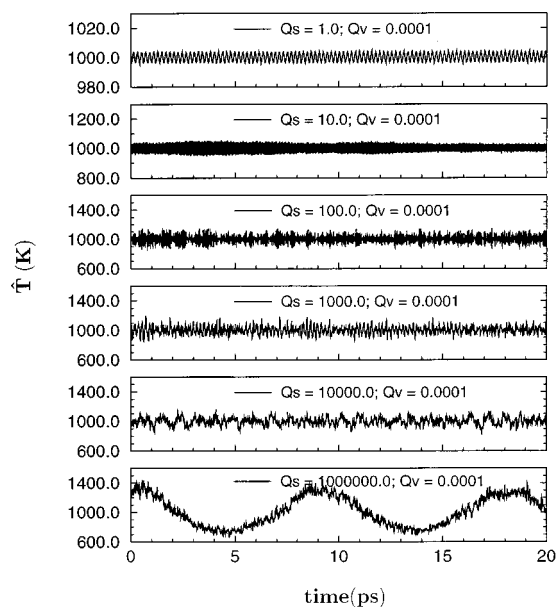 1020.0
1000.0
980.0
Qs = 1.0; Qv = 0.0001
1200.0
1000.0
800.0
Qs = 10.0; Qv = 0.0001
1400.0
1000.0
600.0
Qs = 100.0; Qv = 0.0001
T̂ (K)
1400.0
1000.0
600.0
Qs = 1000.0; Qv = 0.0001
1400.0
1000.0
600.0
Qs = 10000.0; Qv = 0.0001
1400.0
1000.0
600.0
Qs = 1000000.0; Qv = 0.0001
0 5 10 15 20
time(ps)